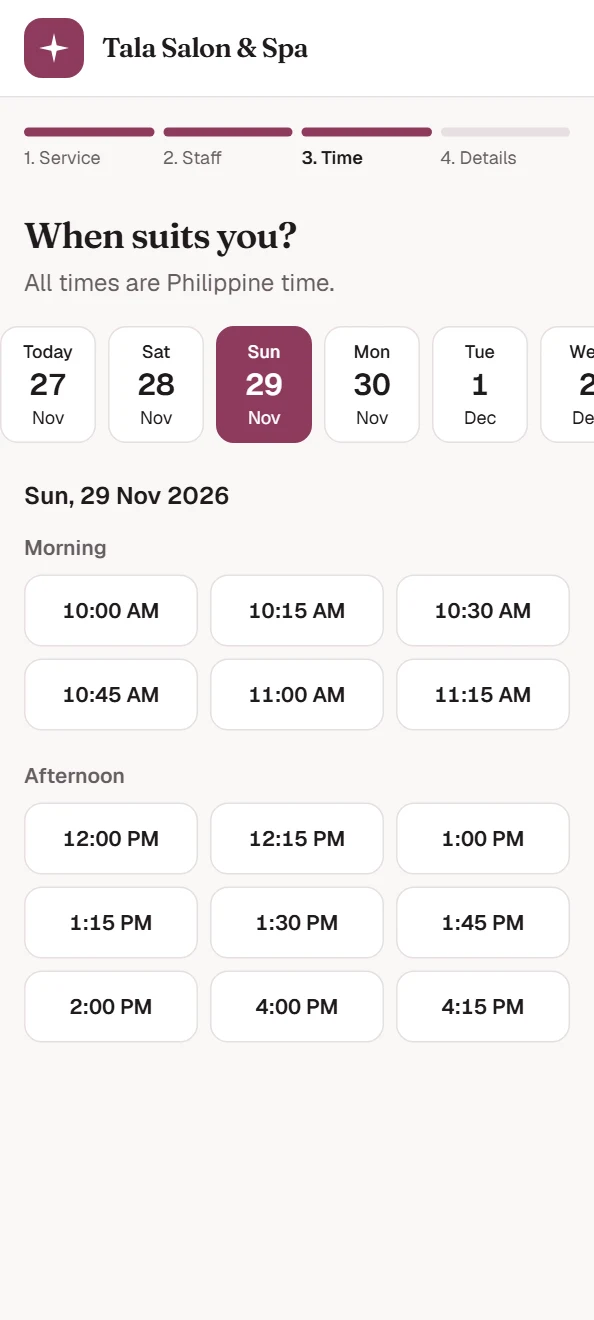 Tala Salon & Spa
1. Service 2. Staff 3. Time 4. Details
When suits you?
All times are Philippine time.
Today Sat Sun Mon Tue We
27 28 29 30 1 2
Nov Nov Nov Nov Dec De
Sun, 29 Nov 2026
Morning
10:00 AM 10:15 AM 10:30 AM
10:45 AM 11:00 AM 11:15 AM
Afternoon
12:00 PM 12:15 PM 1:00 PM
1:15 PM 1:30 PM 1:45 PM
2:00 PM 4:00 PM 4:15 PM